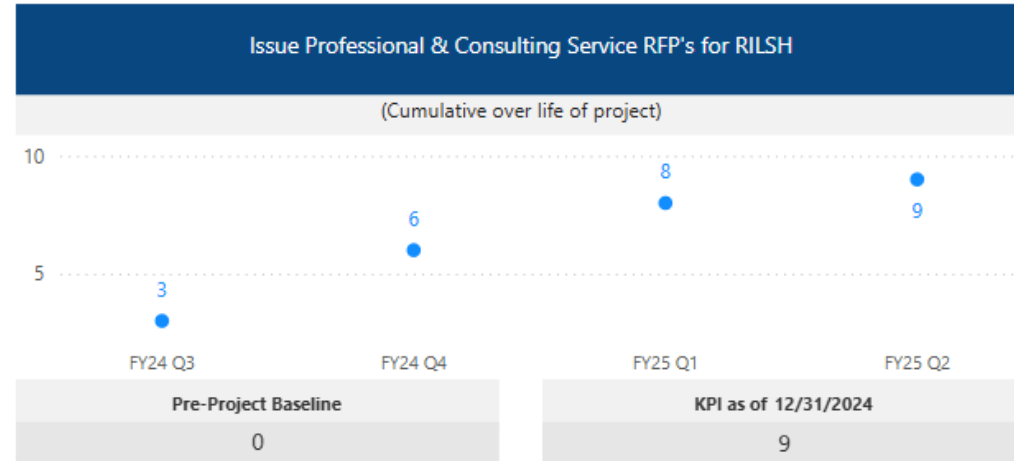 Issue Professional & Consulting Service RFP's for RILSH
(Cumulative over life of project)
10
8
9
6
5
3
FY24 Q3 FY24 Q4 FY25 Q1 FY25 Q2
Pre-Project Baseline KPI as of 12/31/2024
0 9